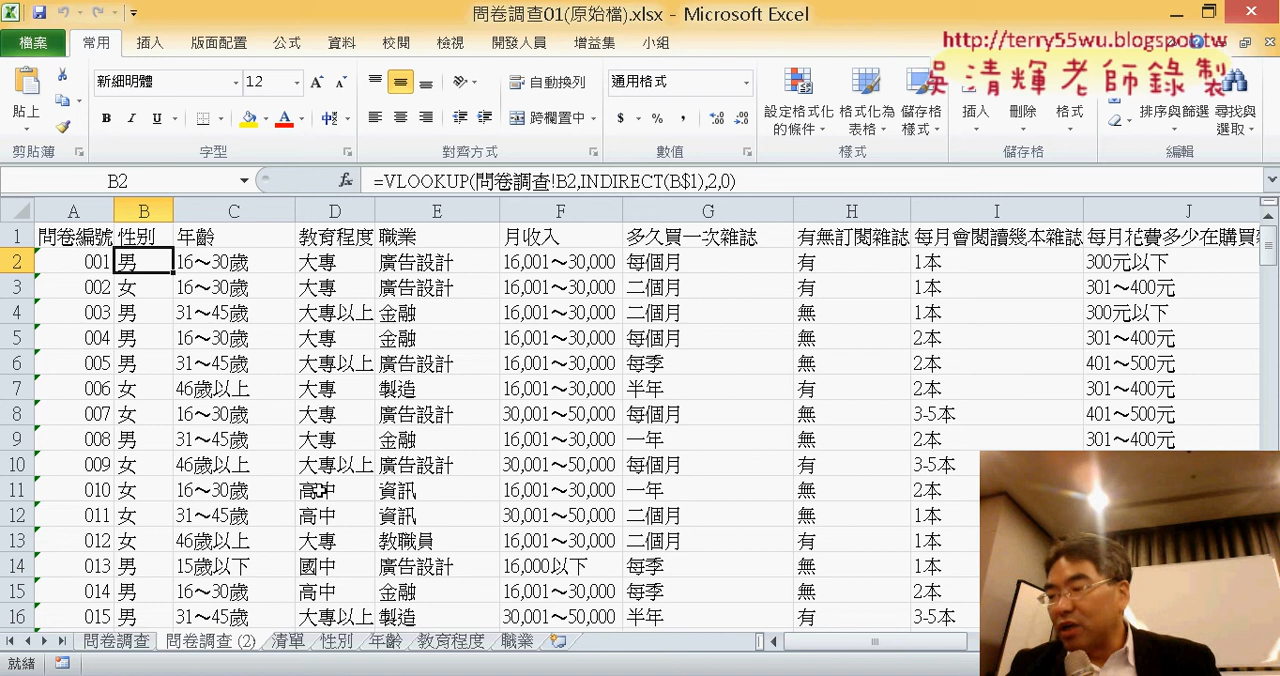 問卷調查01(原始檔).xlsx - Microsoft Excel
檔案 常用 插入 版面配置 公式 資料 校閱 檢視 開發人員 增益集 小組
http://terry55wu.blogspot.tw
吳清輝老師錄製
貼上 新細明體 12 自動換列 通用格式 設定格式化的條件 格式化為表格 儲存格樣式 插入 刪除 格式 排序與篩選 尋找與選取
B I U 中 跨欄置中 $ % ,
剪貼簿 字型 對齊方式 數值 樣式 儲存格 編輯
B2 fx =VLOOKUP(問卷調查!B2,INDIRECT(B$1),2,0)
A B C D E F G H I J
1 問卷編號 性別 年齡 教育程度 職業 月收入 多久買一次雜誌 有無訂閱雜誌 每月會閱讀幾本雜誌 每月花費多少在購買
2 001 男 16～30歲 大專 廣告設計 16,001～30,000 每個月 有 1本 300元以下
3 002 女 16～30歲 大專 廣告設計 16,001～30,000 二個月 有 1本 301～400元
4 003 男 31～45歲 大專以上 金融 16,001～30,000 二個月 無 1本 300元以下
5 004 男 16～30歲 大專 金融 16,001～30,000 每個月 無 2本 301～400元
6 005 男 31～45歲 大專以上 廣告設計 16,001～30,000 每季 無 2本 401～500元
7 006 女 46歲以上 大專 製造 16,001～30,000 半年 有 2本 301～400元
8 007 女 16～30歲 大專 廣告設計 30,001～50,000 每個月 無 3-5本 401～500元
9 008 男 31～45歲 大專 金融 16,001～30,000 一年 無 2本 301～400元
10 009 女 46歲以上 大專以上 廣告設計 30,001～50,000 每個月 有 3-5本
11 010 女 16～30歲 高中 資訊 16,001～30,000 一年 無 2本
12 011 女 31～45歲 高中 資訊 30,001～50,000 二個月 無 1本
13 012 女 46歲以上 大專 教職員 16,001～30,000 二個月 有 1本
14 013 男 15歲以下 國中 廣告設計 16,000以下 每季 無 1本
15 014 男 16～30歲 高中 金融 16,001～30,000 每季 無 2本
16 015 男 31～45歲 大專以上 製造 30,001～50,000 半年 有 3-5本
問卷調查 問卷調查 (2) 清單 性別 年齡 教育程度 職業
就緒